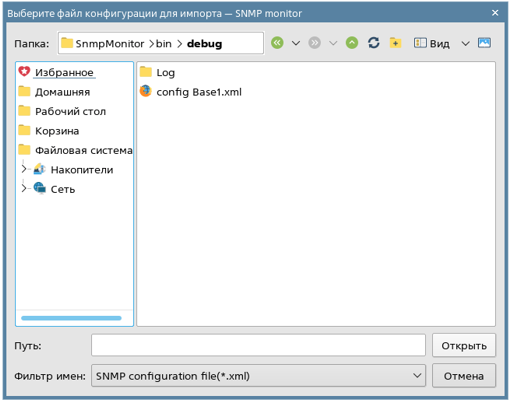 Выберите файл конфигурации для импорта — SNMP monitor
Папка: SnmpMonitor > bin > debug Вид
Избранное
Домашняя
Рабочий стол
Корзина
Файловая система
Накопители
Сеть
Log
config Base1.xml
Путь: Открыть
Фильтр имен: SNMP configuration file(*.xml) Отмена